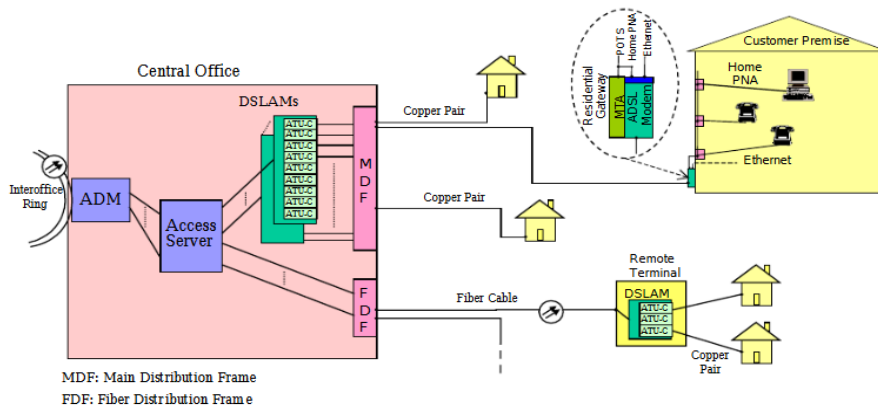 Central Office
DSLAMs
ATU-C
ATU-C
ATU-C
ATU-C
ATU-C
ATU-C
ATU-C
ATU-C
ATU-C
MDF
Interoffice
Ring
ADM
Access
Server
FDF
Copper Pair
Copper Pair
Fiber Cable
POTS
Home PNA
Ethernet
Residential
Gateway
MTA
ADSL
Modem
Customer Premise
Home
PNA
Ethernet
Remote
Terminal
DSLAM
ATU-C
ATU-C
ATU-C
Copper
Pair
MDF: Main Distribution Frame
FDF: Fiber Distribution Frame